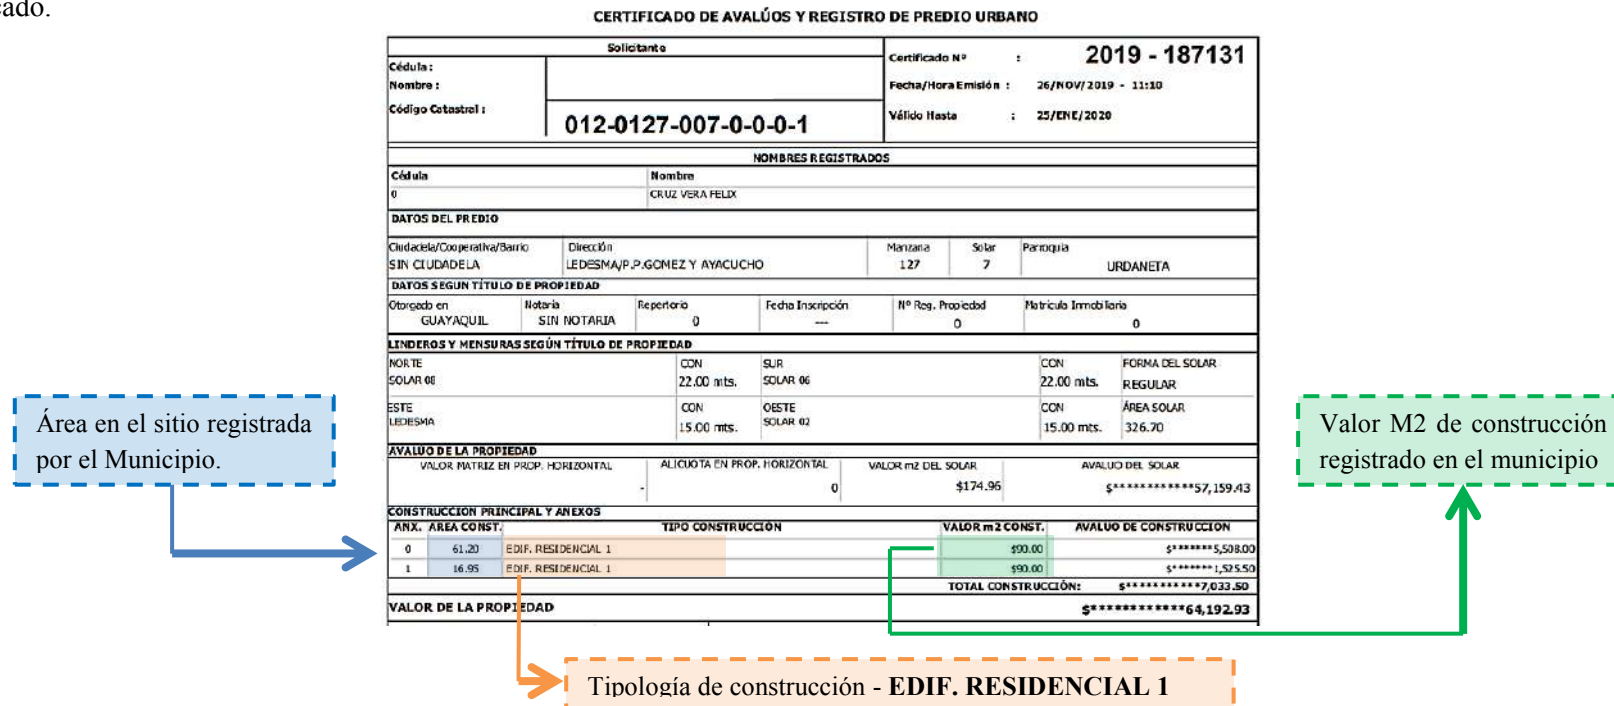 cado.
CERTIFICADO DE AVALÚOS Y REGISTRO DE PREDIO URBANO
Solicitante
Cédula :
Nombre :
Código Catastral :
012-0127-007-0-0-0-1
Certificado Nº : 2019 - 187131
Fecha/Hora Emisión : 26/NOV/2019 - 11:10
Válido Hasta : 25/ENE/2020
NOMBRES REGISTRADOS
Cédula Nombre
0 CRUZ VERA FELIX
DATOS DEL PREDIO
Ciudadela/Cooperativa/Barrio Dirección Manzana Solar Parroquia
SIN CIUDADELA LEDESMA/P.P.GOMEZ Y AYACUCHO 127 7 URDANETA
DATOS SEGUN TÍTULO DE PROPIEDAD
Otorgado en Notaría Repertorio Fecha Inscripción Nº Reg. Propiedad Matrícula Inmobiliaria
GUAYAQUIL SIN NOTARIA 0 --- 0 0
LINDEROS Y MENSURAS SEGÚN TÍTULO DE PROPIEDAD
NORTE CON SUR CON FORMA DEL SOLAR
SOLAR 08 22.00 mts. SOLAR 06 22.00 mts. REGULAR
ESTE CON OESTE CON ÁREA SOLAR
LEDESMA 15.00 mts. SOLAR 02 15.00 mts. 326.70
AVALUO DE LA PROPIEDAD
VALOR MATRIZ EN PROP. HORIZONTAL ALICUOTA EN PROP. HORIZONTAL VALOR m2 DEL SOLAR AVALUO DEL SOLAR
- 0 $174.96 $************57,159.43
CONSTRUCCION PRINCIPAL Y ANEXOS
ANX. AREA CONST. TIPO CONSTRUCCIÓN VALOR m2 CONST. AVALUO DE CONSTRUCCION
0 61.20 EDIF. RESIDENCIAL 1 $90.00 $*******5,508.00
1 16.95 EDIF. RESIDENCIAL 1 $90.00 $*******1,525.50
TOTAL CONSTRUCCIÓN: $***********7,033.50
VALOR DE LA PROPIEDAD $************64,192.93
Área en el sitio registrada
por el Municipio.
Valor M2 de construcción
registrado en el municipio
Tipología de construcción - EDIF. RESIDENCIAL 1